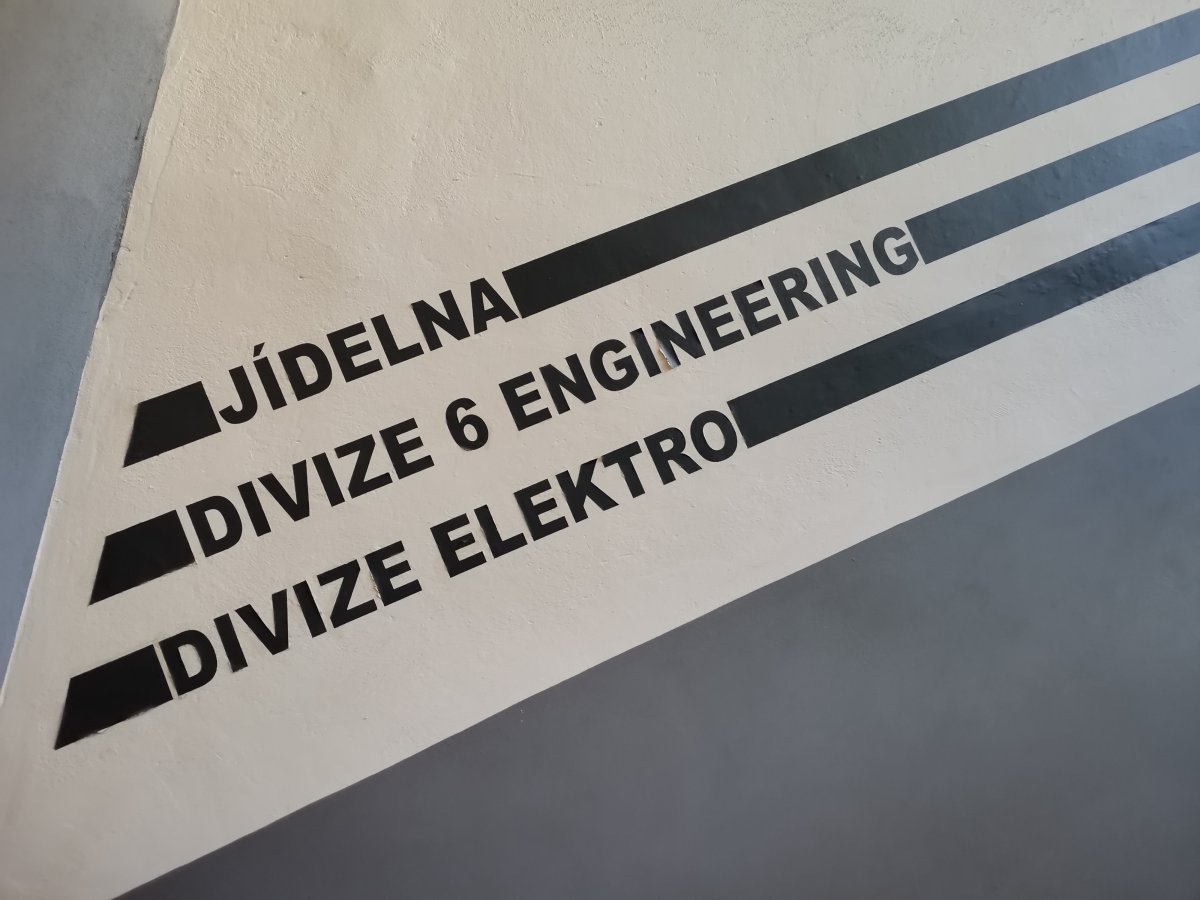 JÍDELNA
DIVIZE 6 ENGINEERING
DIVIZE ELEKTRO